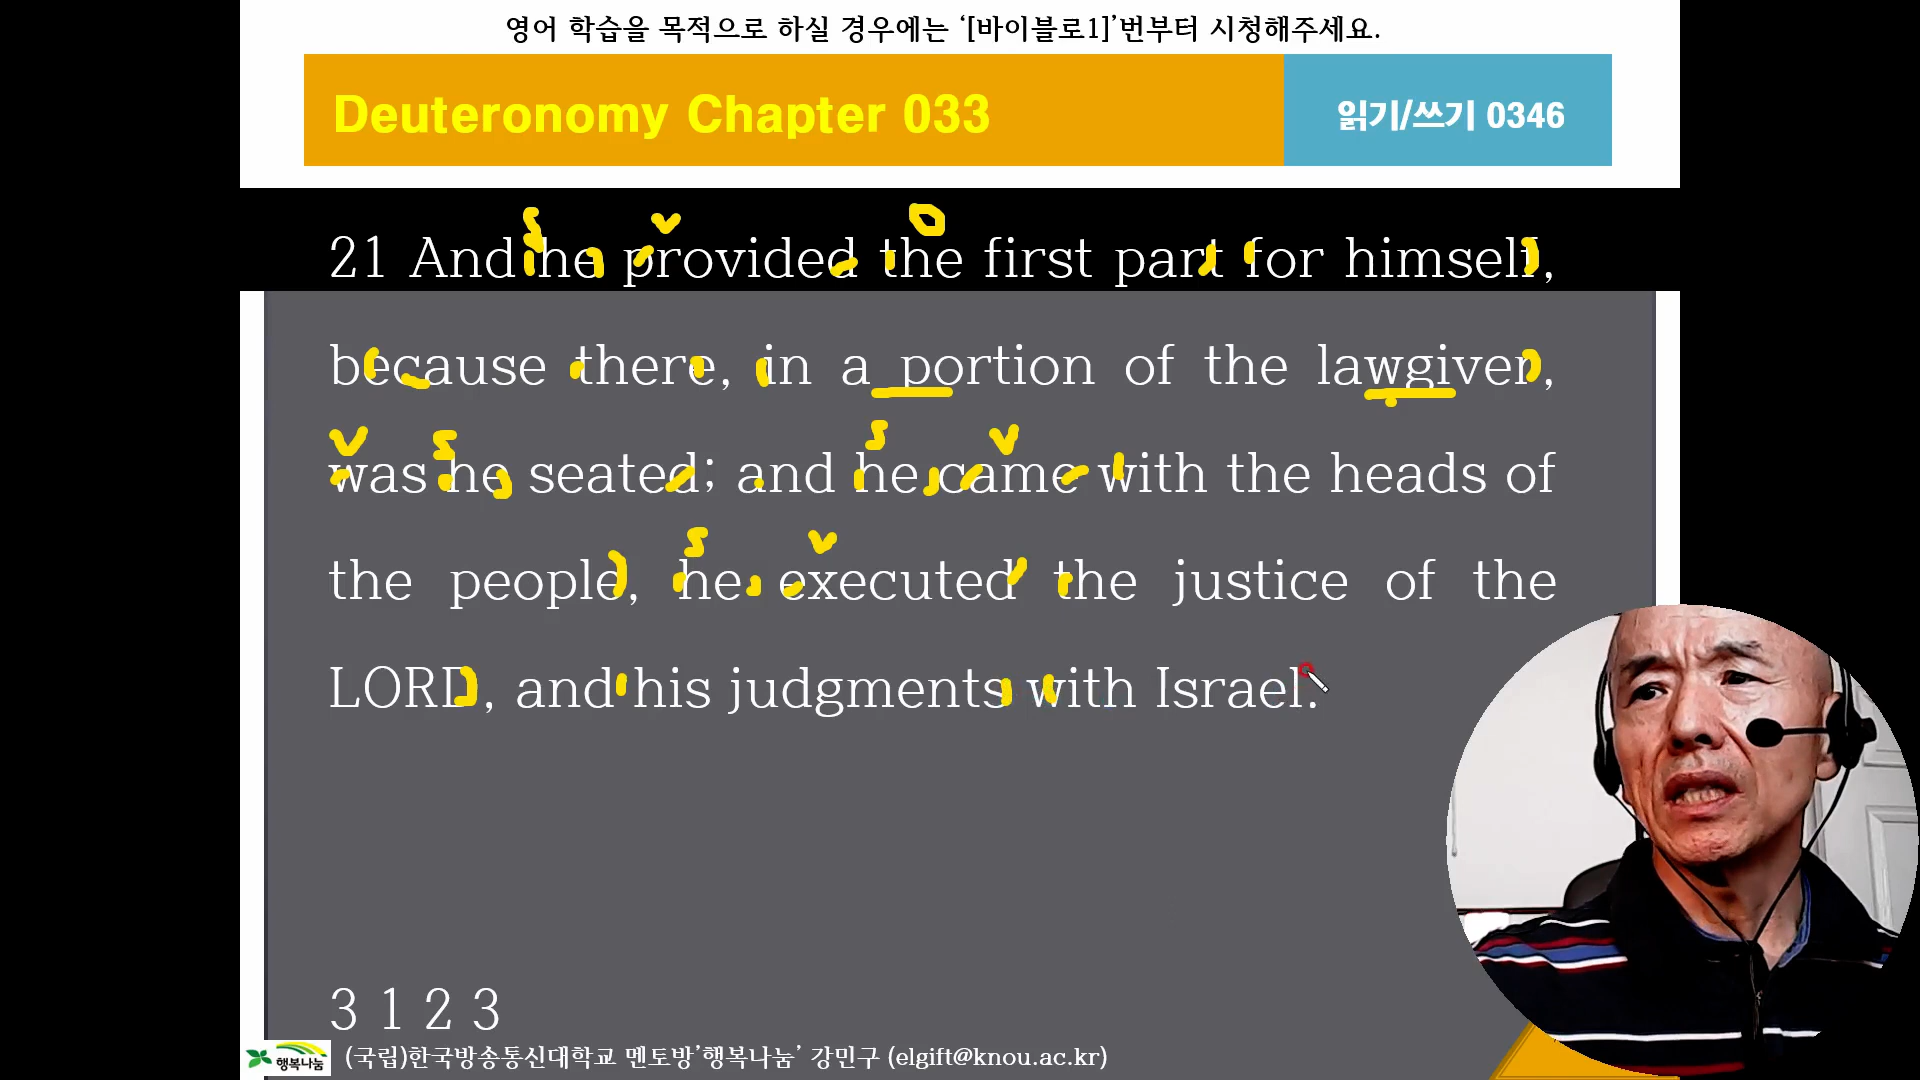 영어 학습을 목적으로 하실 경우에는 ‘[바이블로1]’번부터 시청해주세요.
Deuteronomy Chapter 033
읽기/쓰기 0346
S V O
21 And he provided the first part for himself,
because there, in a portion of the lawgiver,
V S S V
was he seated; and he came with the heads of
S V
the people, he executed the justice of the
LORD, and his judgments with Israel.
3 1 2 3
행복나눔 (국립)한국방송통신대학교 멘토방’행복나눔’ 강민구 (elgift@knou.ac.kr)